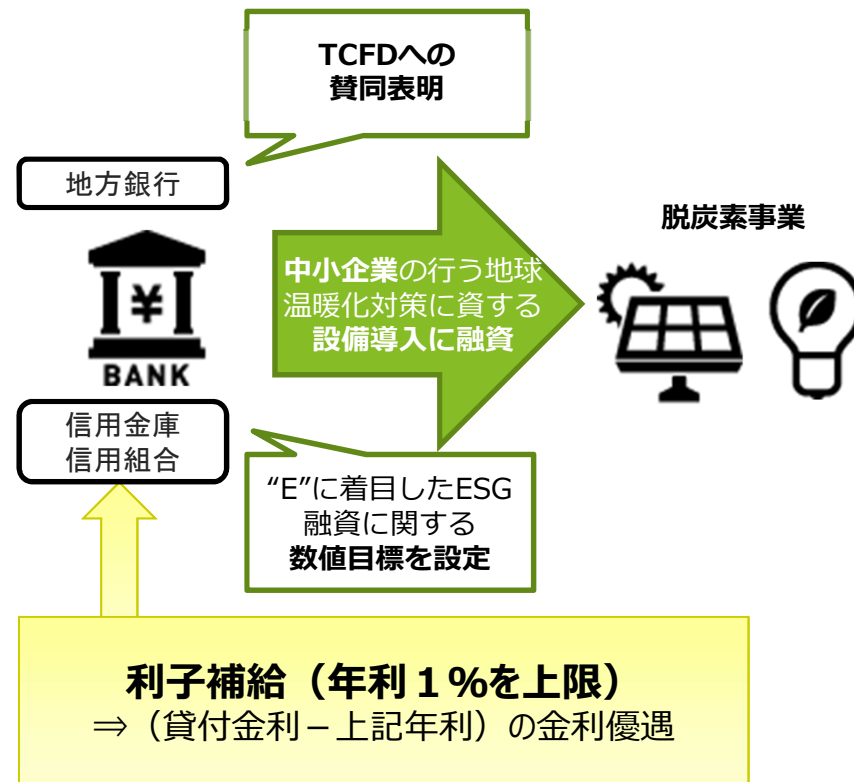 TCFDへの
賛同表明
地方銀行
¥
BANK
信用金庫
信用組合
中小企業の行う地球
温暖化対策に資する
設備導入に融資
脱炭素事業
“E”に着目したESG
融資に関する
数値目標を設定
利子補給（年利１%を上限）
⇒（貸付金利－上記年利）の金利優遇